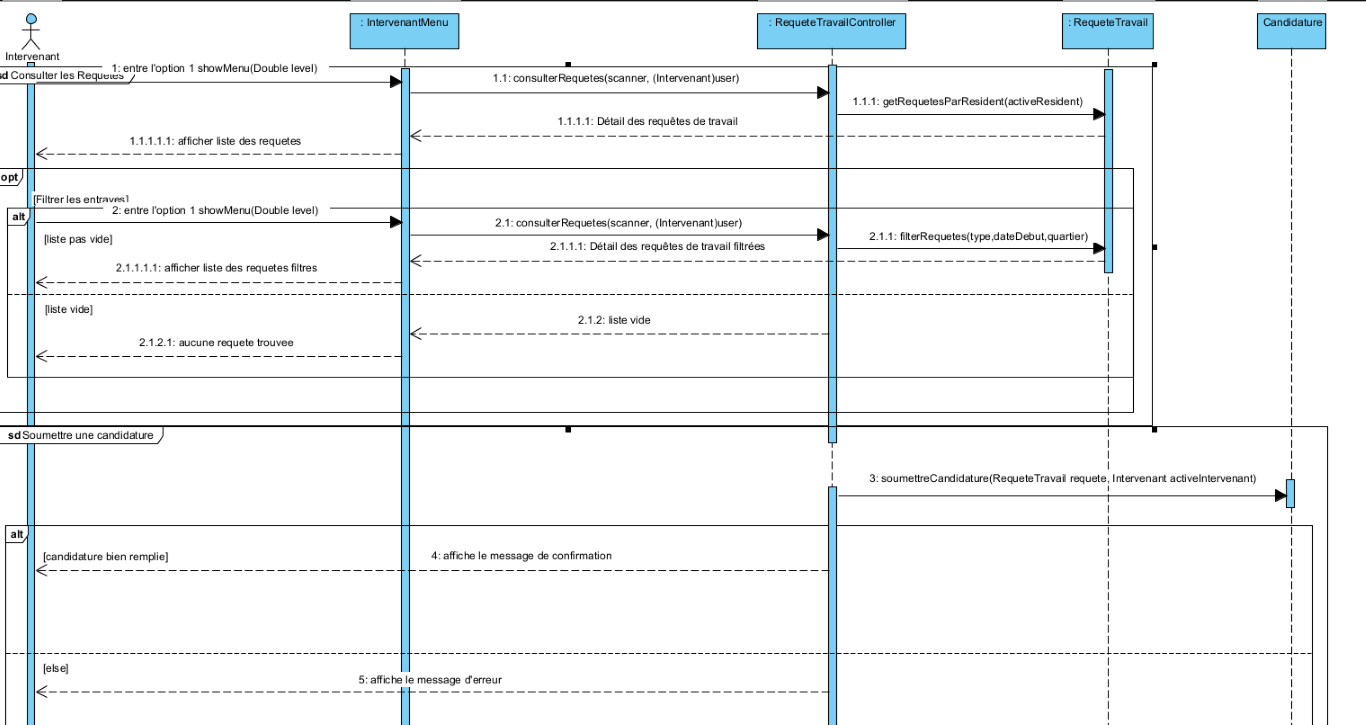 Intervenant
: IntervenantMenu
: RequeteTravailController
: RequeteTravail
Candidature
sd Consulter les Requetes
1: entre l'option 1 showMenu(Double level)
1.1: consulterRequetes(scanner, (Intervenant)user)
1.1.1: getRequetesParResident(activeResident)
1.1.1.1: Détail des requêtes de travail
1.1.1.1.1: afficher liste des requetes
opt
[Filtrer les entraves]
alt
2: entre l'option 1 showMenu(Double level)
2.1: consulterRequetes(scanner, (Intervenant)user)
2.1.1: filterRequetes(type,dateDebut,quartier)
[liste pas vide]
2.1.1.1: Détail des requêtes de travail filtrées
2.1.1.1.1: afficher liste des requetes filtres
[liste vide]
2.1.2: liste vide
2.1.2.1: aucune requete trouvee
sd Soumettre une candidature
3: soumettreCandidature(RequeteTravail requete, Intervenant activeIntervenant)
alt
[candidature bien remplie]
4: affiche le message de confirmation
[else]
5: affiche le message d'erreur